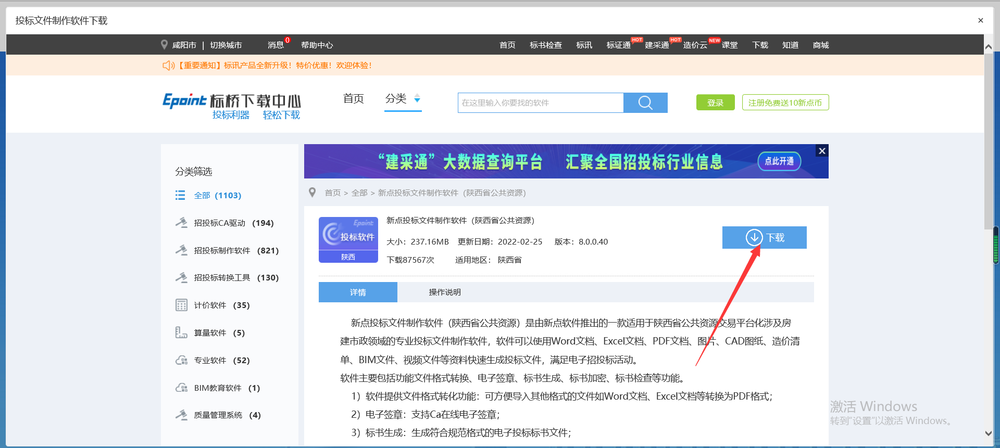 投标文件制作软件下载
×
咸阳市 | 切换城市 消息 0 帮助中心 首页 标书检查 标讯 标证通 HOT 建采通 HOT 造价云 NEW 课堂 下载 知道 商城
【重要通知】标讯产品全新升级！特价优惠！欢迎体验！
Epoint 标桥下载中心
投标利器 轻松下载
首页 分类 在这里输入你要找的软件 登录 注册免费送10新点币
分类筛选
全部 (1103)
招投标CA驱动 (194)
招投标制作软件 (821)
招投标转换工具 (130)
计价软件 (35)
算量软件 (5)
专业软件 (52)
BIM教育软件 (1)
质量管理系统 (4)
“建采通”大数据查询平台 汇聚全国招投标行业信息 点此开通 X
首页 > 全部 > 新点投标文件制作软件（陕西省公共资源）
Epoint
投标软件
陕西
新点投标文件制作软件（陕西省公共资源）
大小：237.16MB 更新日期：2022-02-25 版本：8.0.0.40
下载87567次 适用地区： 陕西省
下载
详情 操作说明
新点投标文件制作软件（陕西省公共资源）是由新点软件推出的一款适用于陕西省公共资源交易平台化涉及房
建市政领域的专业投标文件制作软件，软件可以使用Word文档、Excel文档、PDF文档、图片、CAD图纸、造价清
单、BIM文件、视频文件等资料快速生成投标文件，满足电子招投标活动。
软件主要包括功能文件格式转换、电子签章、标书生成、标书加密、标书检查等功能。
1）软件提供文件格式转化功能：可方便导入其他格式的文件如Word文档、Excel文档等转换为PDF格式；
2）电子签章：支持Ca在线电子签章；
3）标书生成：生成符合规范格式的电子投标标书文件；
激活 Windows
转到“设置”以激活 Windows。